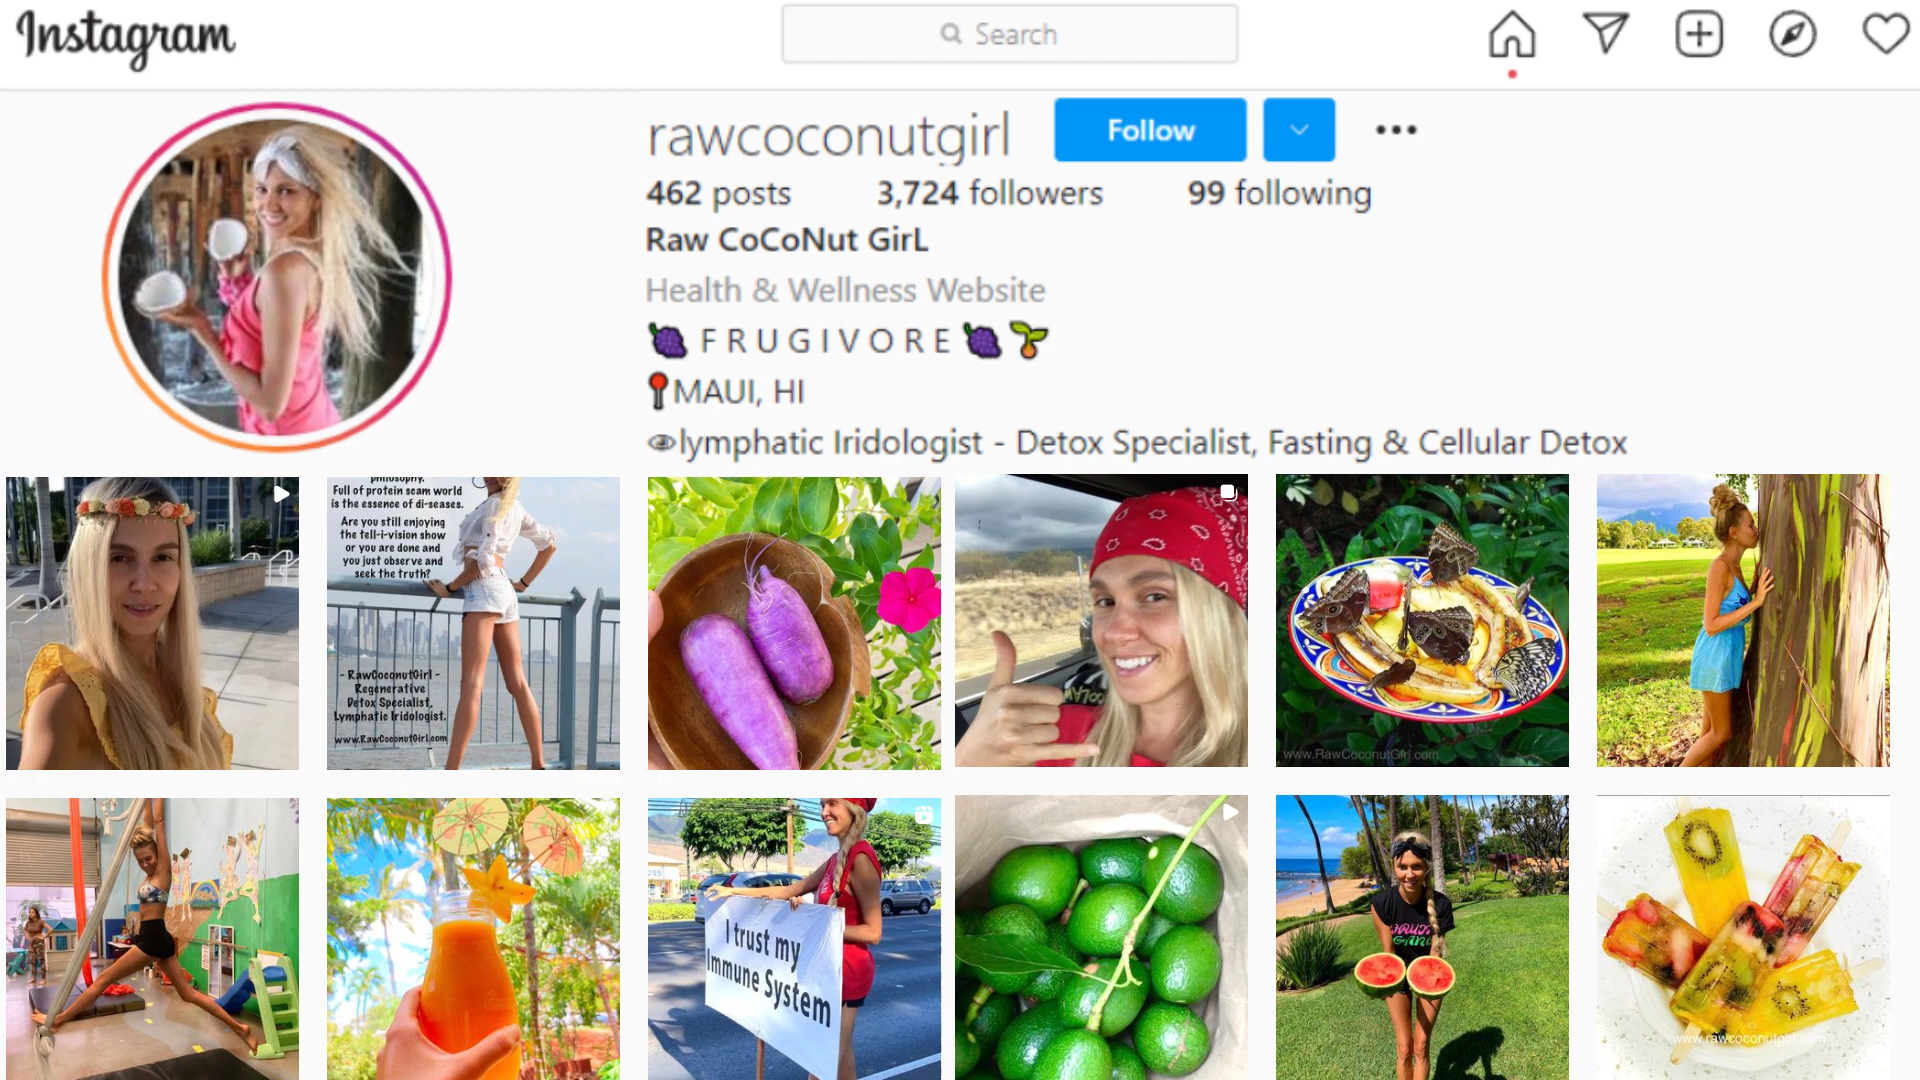 Instagram
Search
rawcoconutgirl
Follow
462 posts
3,724 followers
99 following
Raw CoCoNut GirL
Health & Wellness Website
🍇 F R U G I V O R E 🍇
MAUI, HI
lymphatic Iridologist - Detox Specialist, Fasting & Cellular Detox
philosophy.
Full of protein scam world
is the essence of di-seases.
Are you still enjoying
the tell-i-vision show
or you are done and
you just observe and
seek the truth?
- RawCoconutGirl -
Regenerative
Detox Specialist,
Lymphatic Iridologist.
www.RawCoconutGirl.com
www.RawCoconutGirl.com
I trust my
Immune System
www.rawcoconutgirl.com